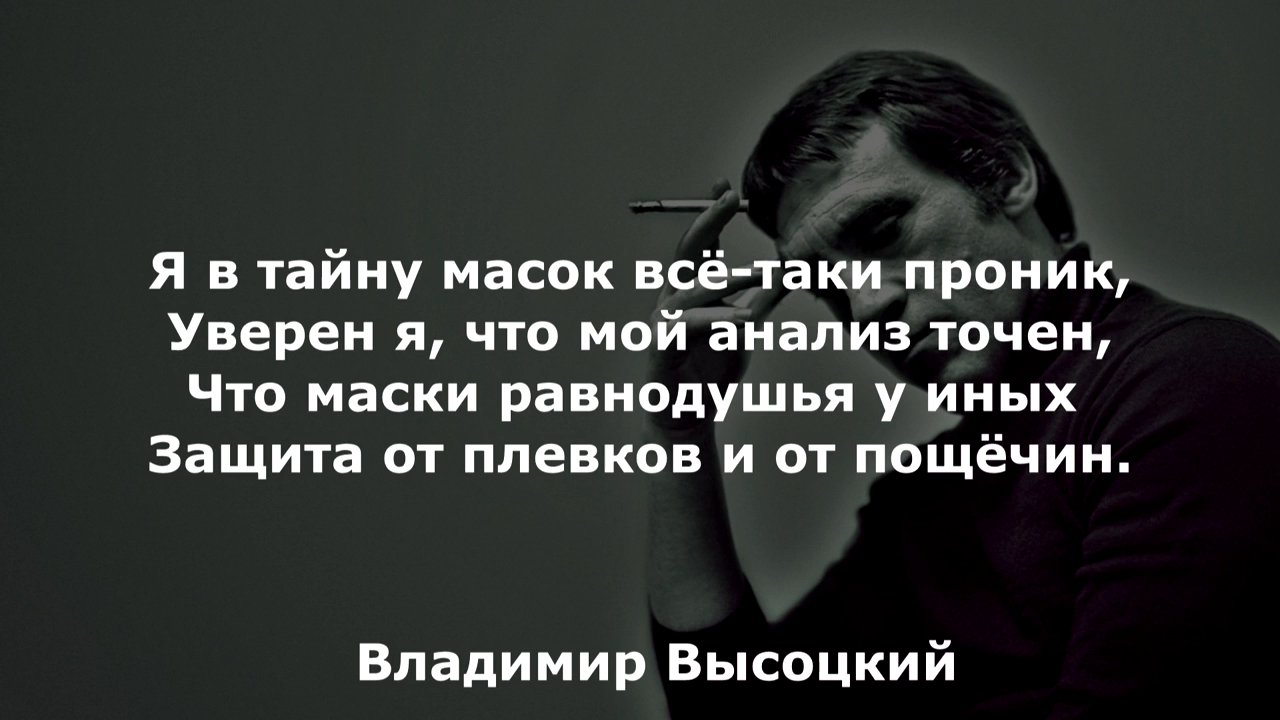 Я в тайну масок всё-таки проник,
Уверен я, что мой анализ точен,
Что маски равнодушья у иных
Защита от плевков и от пощёчин.
Владимир Высоцкий